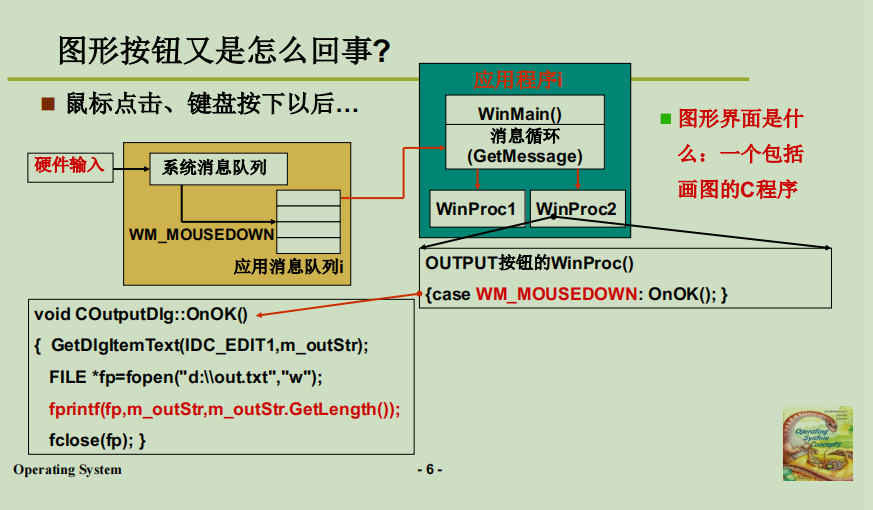 图形按钮又是怎么回事?
鼠标点击、键盘按下以后…
硬件输入
系统消息队列
WM_MOUSEDOWN
应用消息队列i
应用程序i
WinMain()
消息循环
(GetMessage)
WinProc1
WinProc2
图形界面是什
么：一个包括
画图的C程序
OUTPUT按钮的WinProc()
{case WM_MOUSEDOWN: OnOK(); }
void COutputDlg::OnOK()
{ GetDlgItemText(IDC_EDIT1,m_outStr);
FILE *fp=fopen("d:\\out.txt","w");
fprintf(fp,m_outStr,m_outStr.GetLength());
fclose(fp); }
Operating System
- 6 -
Operating
System
Concepts